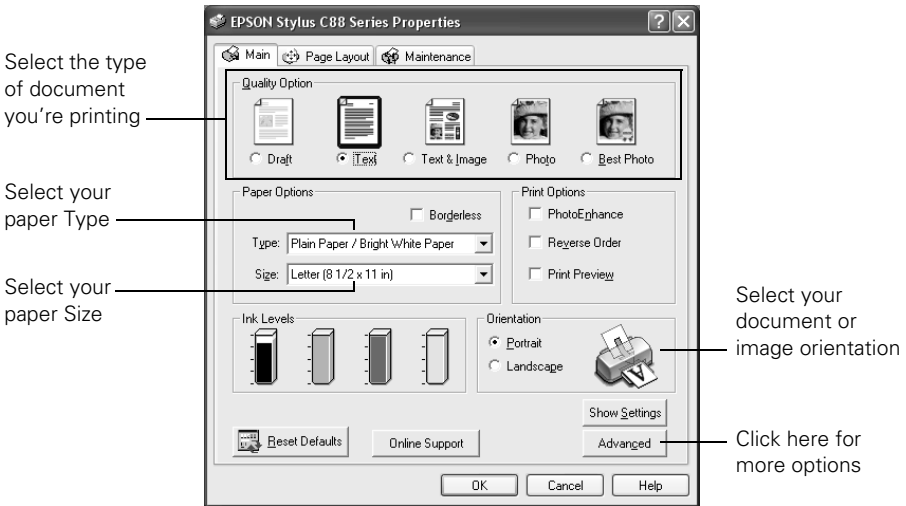 EPSON Stylus C88 Series Properties
Main
Page Layout
Maintenance
Select the type
of document
you're printing
Quality Option
Draft
Text
Text & Image
Photo
Best Photo
Select your
paper Type
Paper Options
Borderless
Type: Plain Paper / Bright White Paper
Size: Letter (8 1/2 x 11 in)
Print Options
PhotoEnhance
Reverse Order
Print Preview
Select your
paper Size
Ink Levels
Orientation
Portrait
Landscape
A
Select your
document or
image orientation
Show Settings
Reset Defaults
Online Support
Advanced
Click here for
more options
OK
Cancel
Help